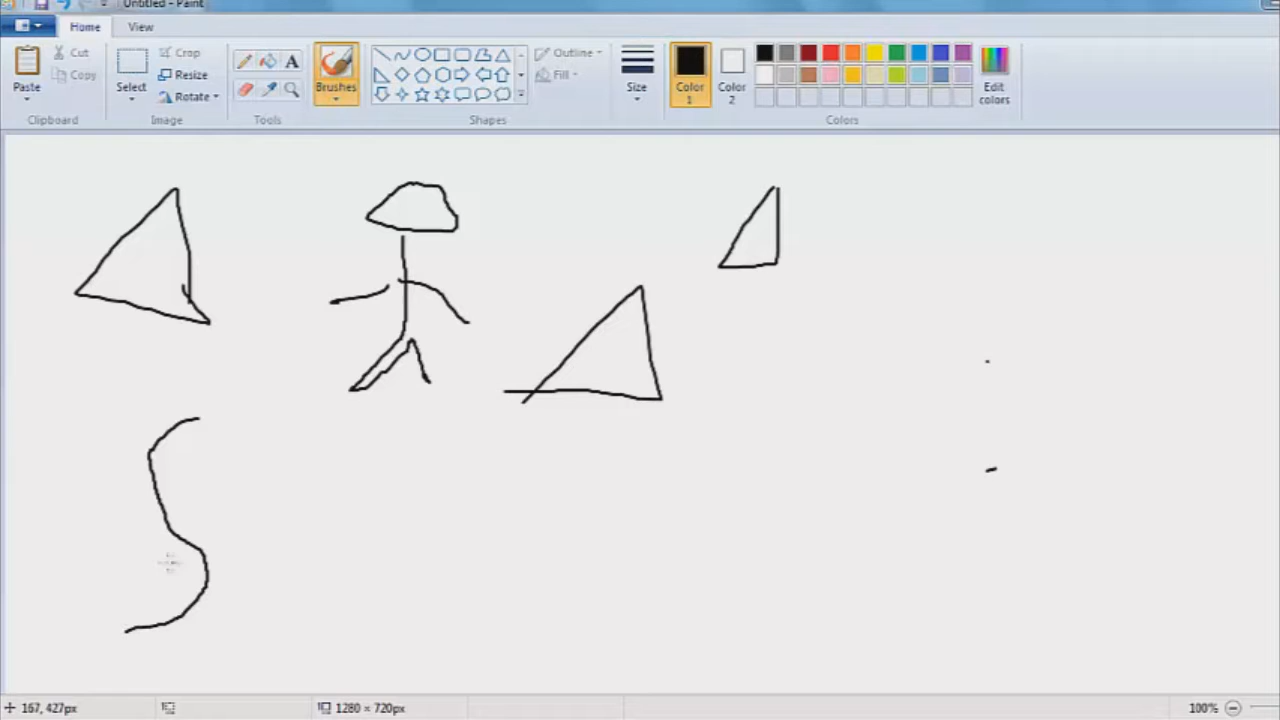 Untitled - Paint
Home View
Paste
Cut
Copy
Clipboard
Select
Crop
Resize
Rotate
Image
A
Tools
Brushes
Shapes
Outline
Fill
Size
Color 1
Color 2
Colors
Edit colors
S
167, 427px
1280 × 720px
100%